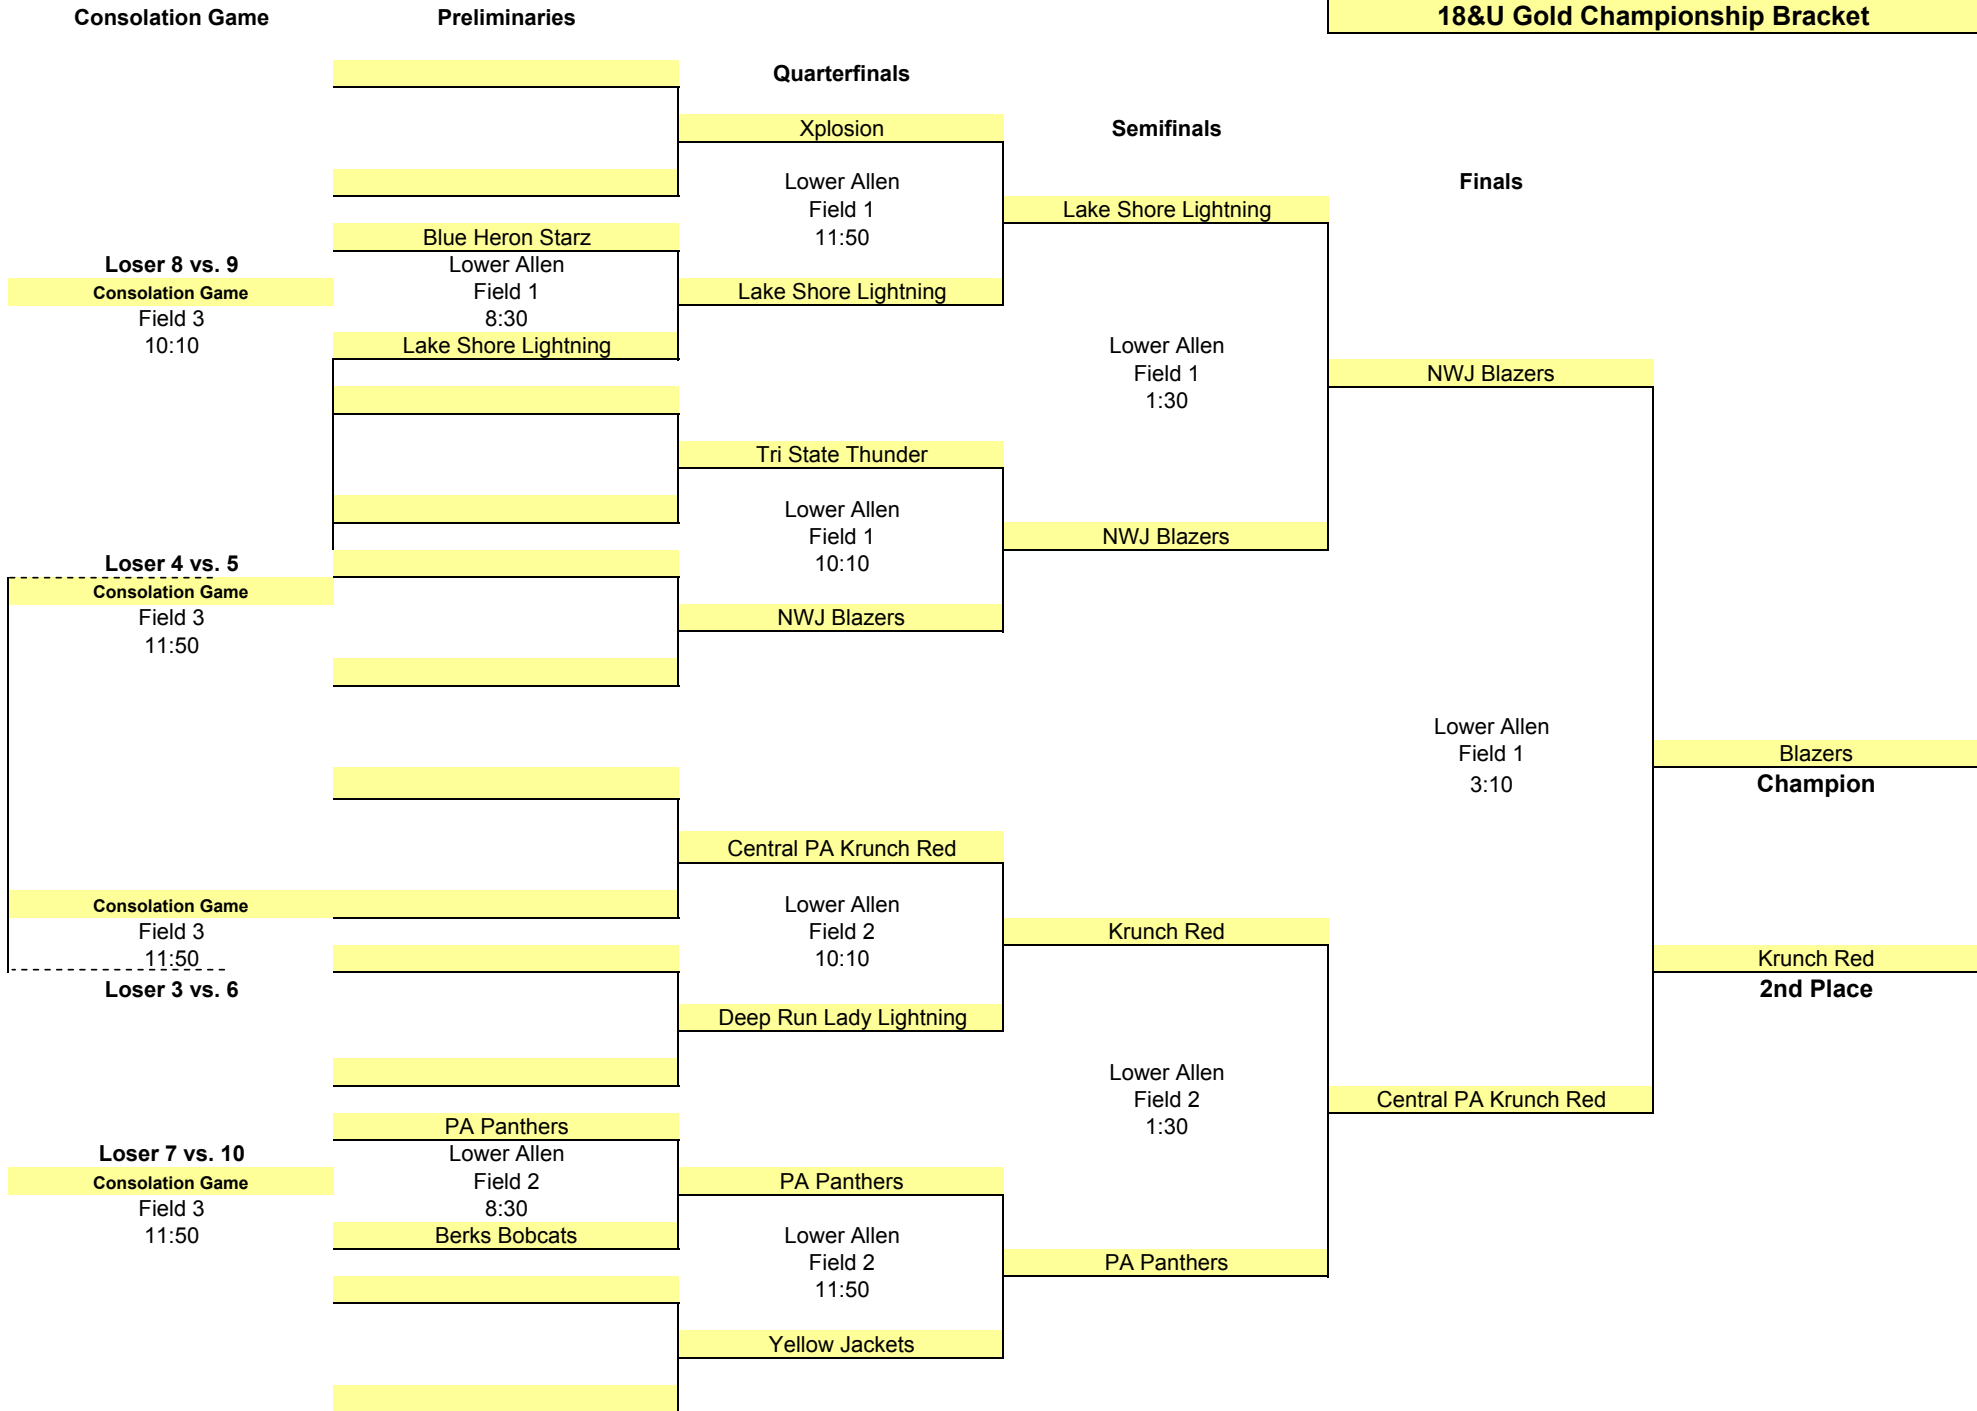 18&U Gold Championship Bracket
Consolation Game
Preliminaries
Quarterfinals
Semifinals
Finals
Loser 8 vs. 9
Consolation Game
Field 3
10:10
Loser 4 vs. 5
Consolation Game
Field 3
11:50
Consolation Game
Field 3
11:50
Loser 3 vs. 6
Loser 7 vs. 10
Consolation Game
Field 3
11:50
Blue Heron Starz
Lower Allen
Field 1
8:30
Lake Shore Lightning
PA Panthers
Lower Allen
Field 2
8:30
Berks Bobcats
Xplosion
Lower Allen
Field 1
11:50
Lake Shore Lightning
Tri State Thunder
Lower Allen
Field 1
10:10
NWJ Blazers
Central PA Krunch Red
Lower Allen
Field 2
10:10
Deep Run Lady Lightning
PA Panthers
Lower Allen
Field 2
11:50
Yellow Jackets
Lake Shore Lightning
Lower Allen
Field 1
1:30
NWJ Blazers
Krunch Red
Lower Allen
Field 2
1:30
PA Panthers
NWJ Blazers
Lower Allen
Field 1
3:10
Central PA Krunch Red
Blazers
Champion
Krunch Red
2nd Place